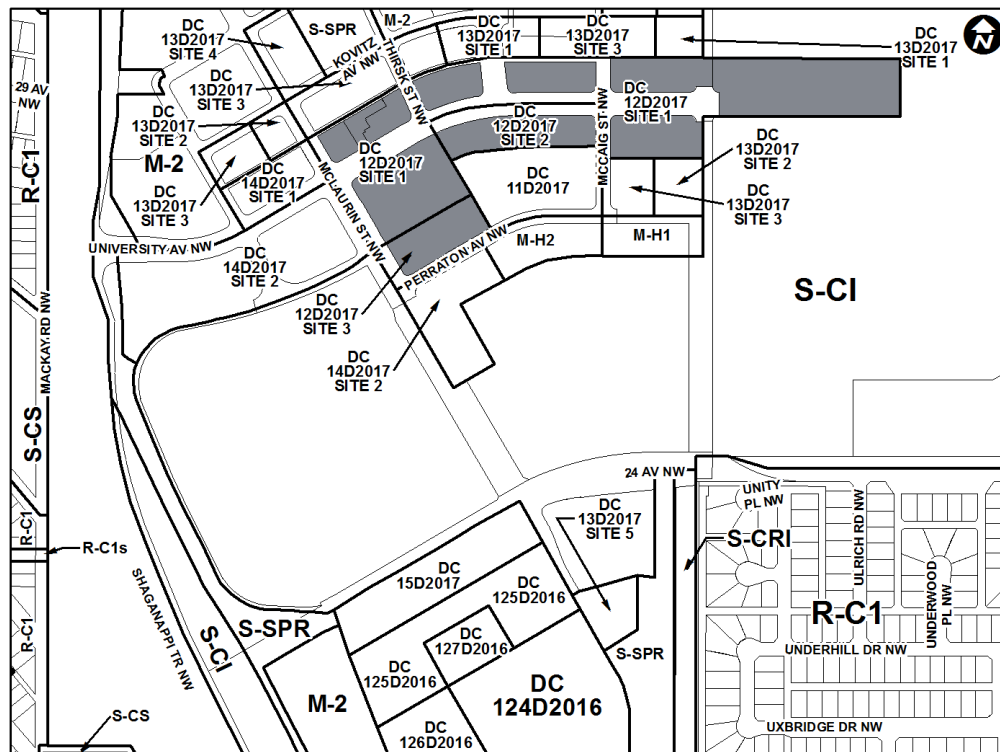 DC
13D2017
SITE 4
S-SPR
M-2
DC
13D2017
SITE 1
DC
13D2017
SITE 3
DC
13D2017
SITE 1
N
KOVITZ
AV NW
THIRSK ST NW
29 AV
NW
DC
13D2017
SITE 3
DC
13D2017
SITE 2
DC
12D2017
SITE 1
DC
12D2017
SITE 2
MCCAIG ST NW
DC
13D2017
SITE 2
R-C1
M-2
DC
13D2017
SITE 3
DC
14D2017
SITE 1
MCLAURIN ST NW
DC
12D2017
SITE 1
DC
11D2017
DC
13D2017
SITE 3
UNIVERSITY AV NW
DC
14D2017
SITE 2
PERRATON AV NW
M-H2
M-H1
S-CI
DC
12D2017
SITE 3
DC
14D2017
SITE 2
MACKAY RD NW
S-CS
24 AV NW
UNITY
PL NW
ULRICH RD NW
DC
13D2017
SITE 5
S-CRI
R-C1
R-C1s
UNDERWOOD
PL NW
R-C1
SHAGANAPPI TR NW
DC
15D2017
DC
125D2016
S-CI
S-SPR
R-C1
DC
127D2016
S-SPR
UNDERHILL DR NW
DC
125D2016
DC
124D2016
M-2
S-CS
DC
126D2016
UXBRIDGE DR NW